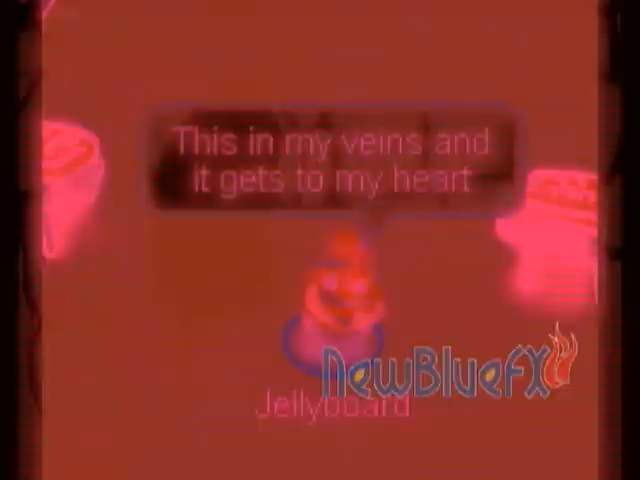 This in my veins and
it gets to my heart
NewBlueFX
Jellyboard